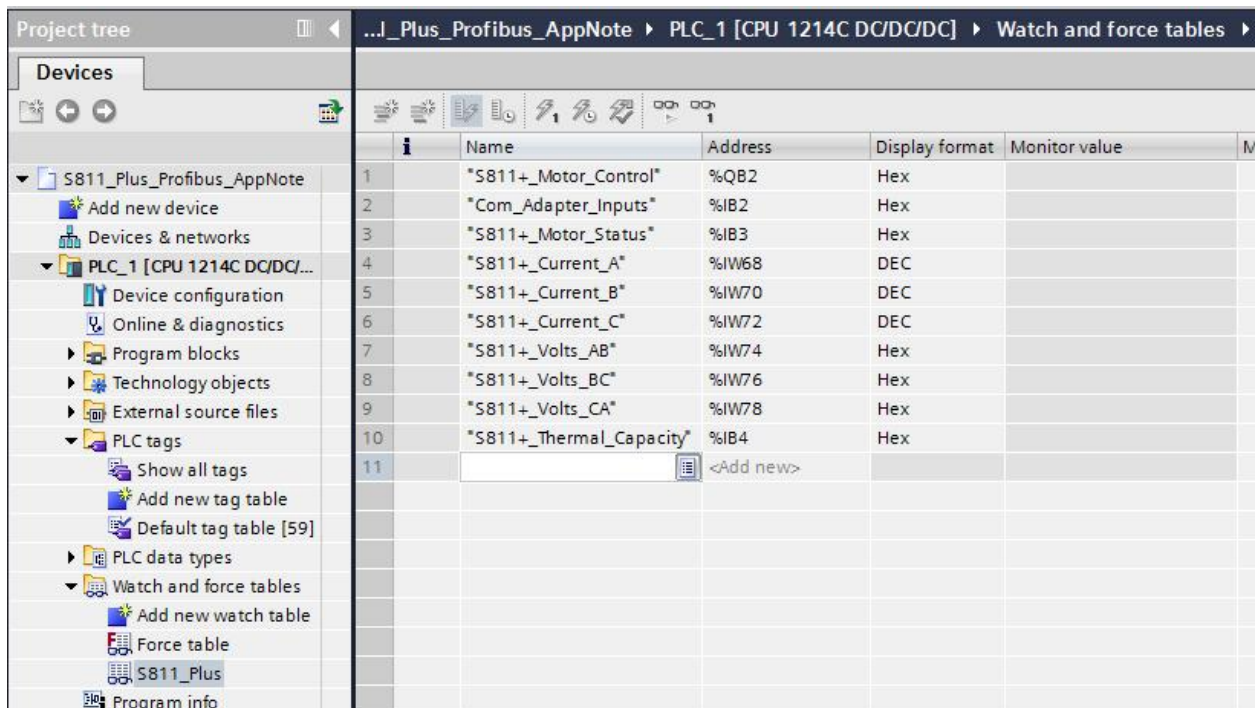 Project tree
Devices
S811_Plus_Profibus_AppNote
Add new device
Devices & networks
PLC_1 [CPU 1214C DC/DC/...
Device configuration
Online & diagnostics
Program blocks
Technology objects
External source files
PLC tags
Show all tags
Add new tag table
Default tag table [59]
PLC data types
Watch and force tables
Add new watch table
Force table
S811_Plus
Program info
...l_Plus_Profibus_AppNote PLC_1 [CPU 1214C DC/DC/DC] Watch and force tables
i Name Address Display format Monitor value M
1 "S811+_Motor_Control" %QB2 Hex
2 "Com_Adapter_Inputs" %IB2 Hex
3 "S811+_Motor_Status" %IB3 Hex
4 "S811+_Current_A" %IW68 DEC
5 "S811+_Current_B" %IW70 DEC
6 "S811+_Current_C" %IW72 DEC
7 "S811+_Volts_AB" %IW74 Hex
8 "S811+_Volts_BC" %IW76 Hex
9 "S811+_Volts_CA" %IW78 Hex
10 "S811+_Thermal_Capacity" %IB4 Hex
11 <Add new>